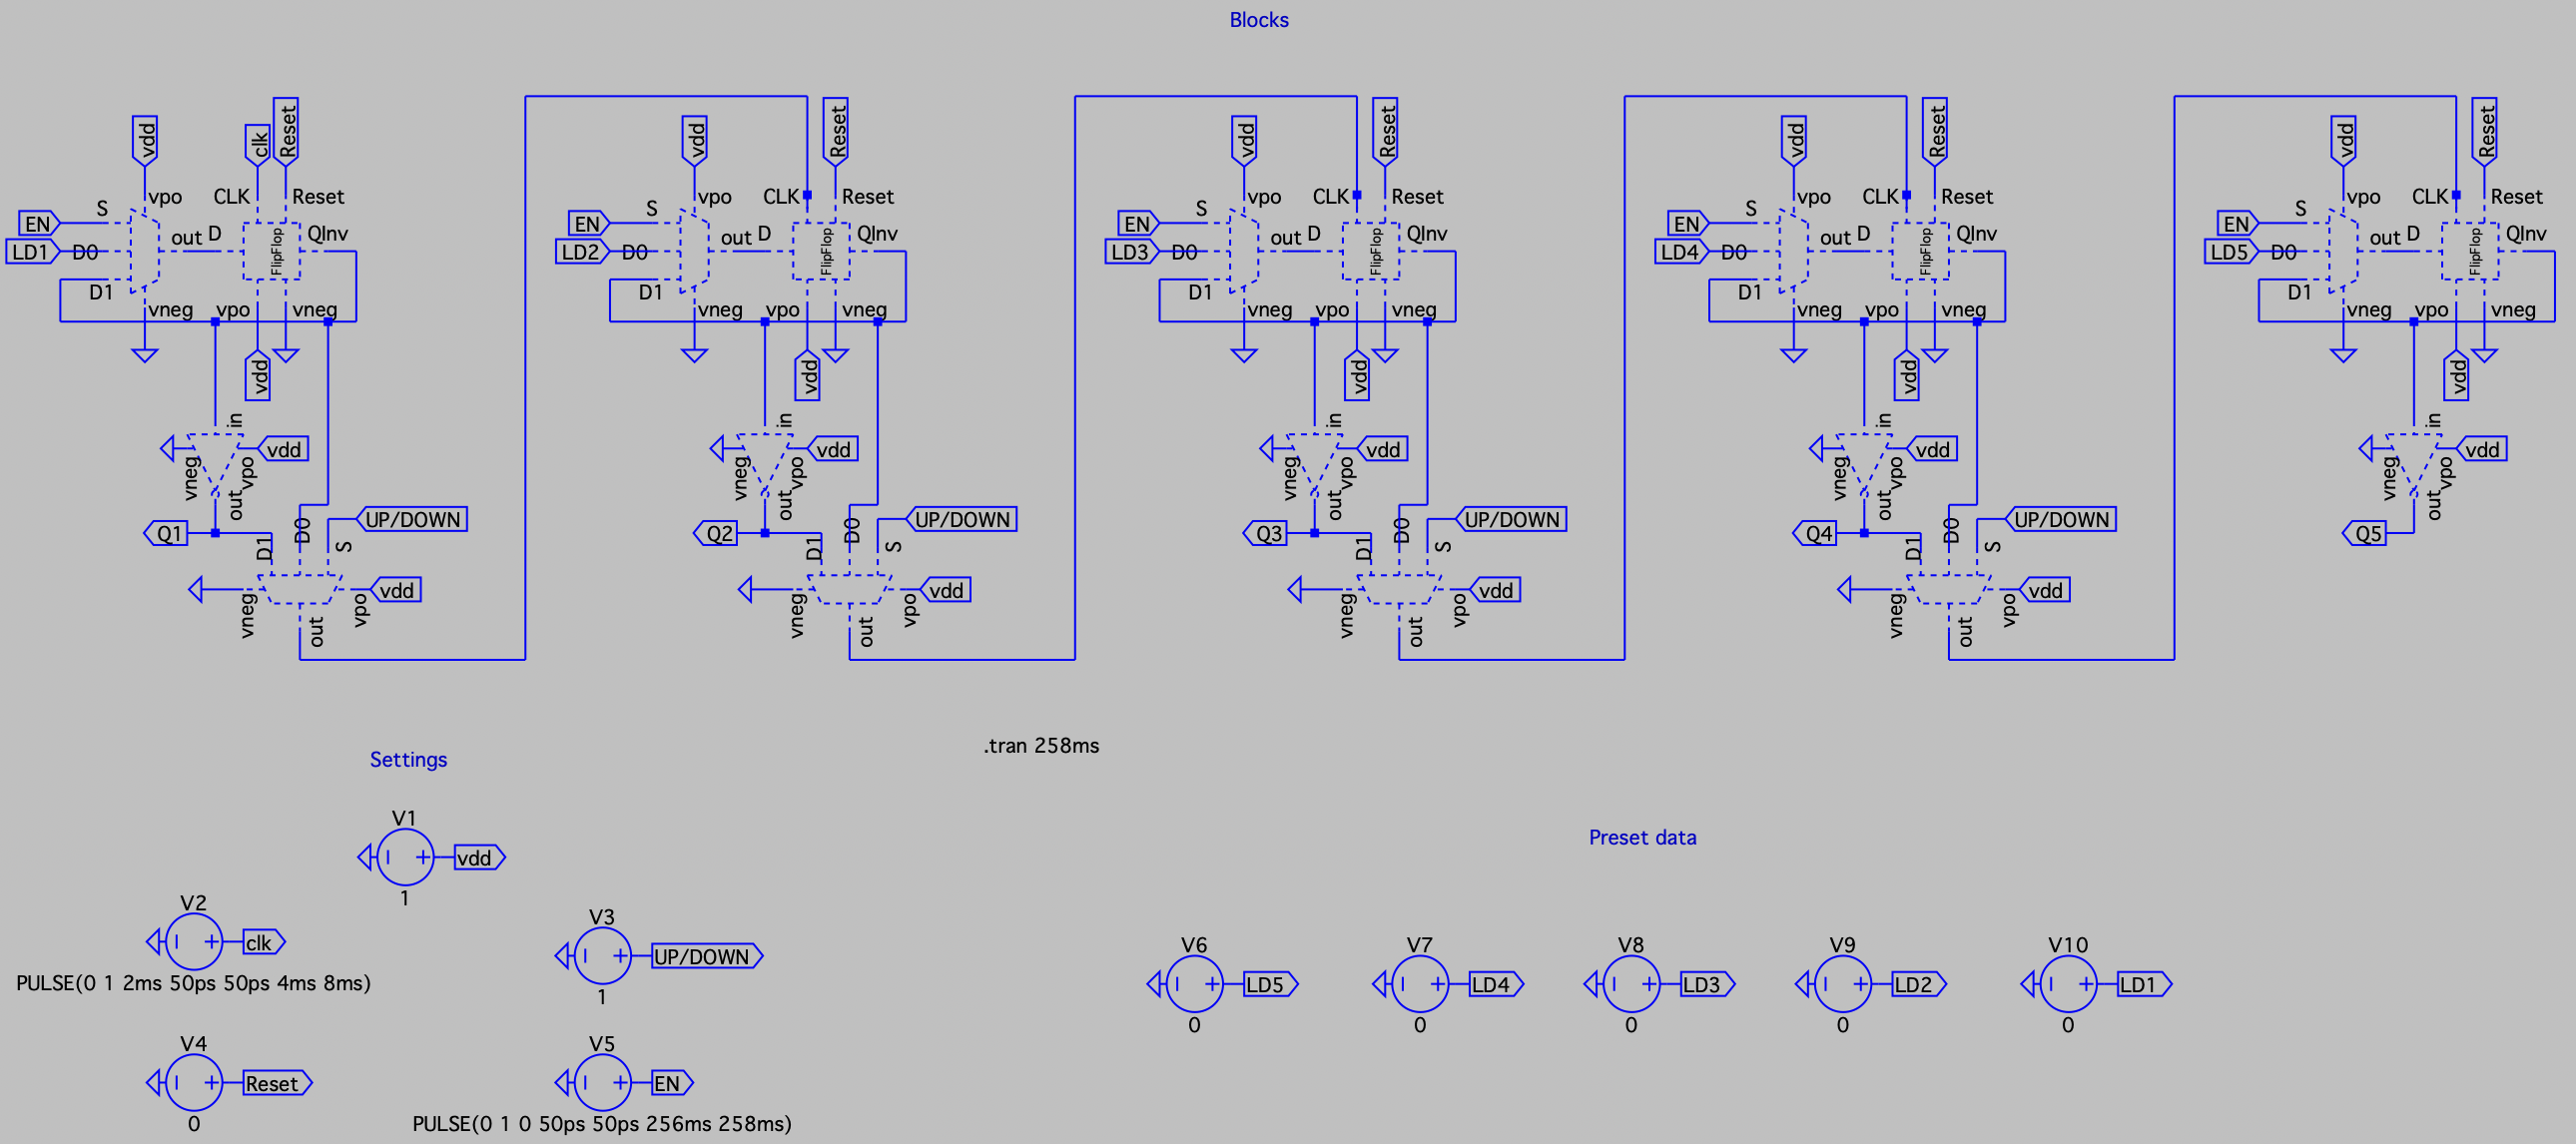 Blocks
vdd clk Reset vdd Reset vdd Reset vdd Reset vdd Reset
vpo CLK Reset vpo CLK Reset vpo CLK Reset vpo CLK Reset vpo CLK Reset
S S S S S
EN out D FlipFlop QInv EN out D FlipFlop QInv EN out D FlipFlop QInv EN out D FlipFlop QInv EN out D FlipFlop QInv
LD1 D0 LD2 D0 LD3 D0 LD4 D0 LD5 D0
D1 D1 D1 D1 D1
vneg vpo vneg vneg vpo vneg vneg vpo vneg vneg vpo vneg vneg vpo vneg
vdd vdd vdd vdd vdd
in in in in in
vneg vpo vdd vneg vpo vdd vneg vpo vdd vneg vpo vdd vneg vpo vdd
out out out out out
Q1 D1 D0 S UP/DOWN Q2 D1 D0 S UP/DOWN Q3 D1 D0 S UP/DOWN Q4 D1 D0 S UP/DOWN Q5
vneg out vpo vdd vneg out vpo vdd vneg out vpo vdd vneg out vpo vdd
.tran 258ms
Settings
V1
vdd
1
V2
clk
PULSE(0 1 2ms 50ps 50ps 4ms 8ms)
V3
UP/DOWN
1
V4
Reset
0
V5
EN
PULSE(0 1 0 50ps 50ps 256ms 258ms)
Preset data
V6 V7 V8 V9 V10
LD5 LD4 LD3 LD2 LD1
0 0 0 0 0